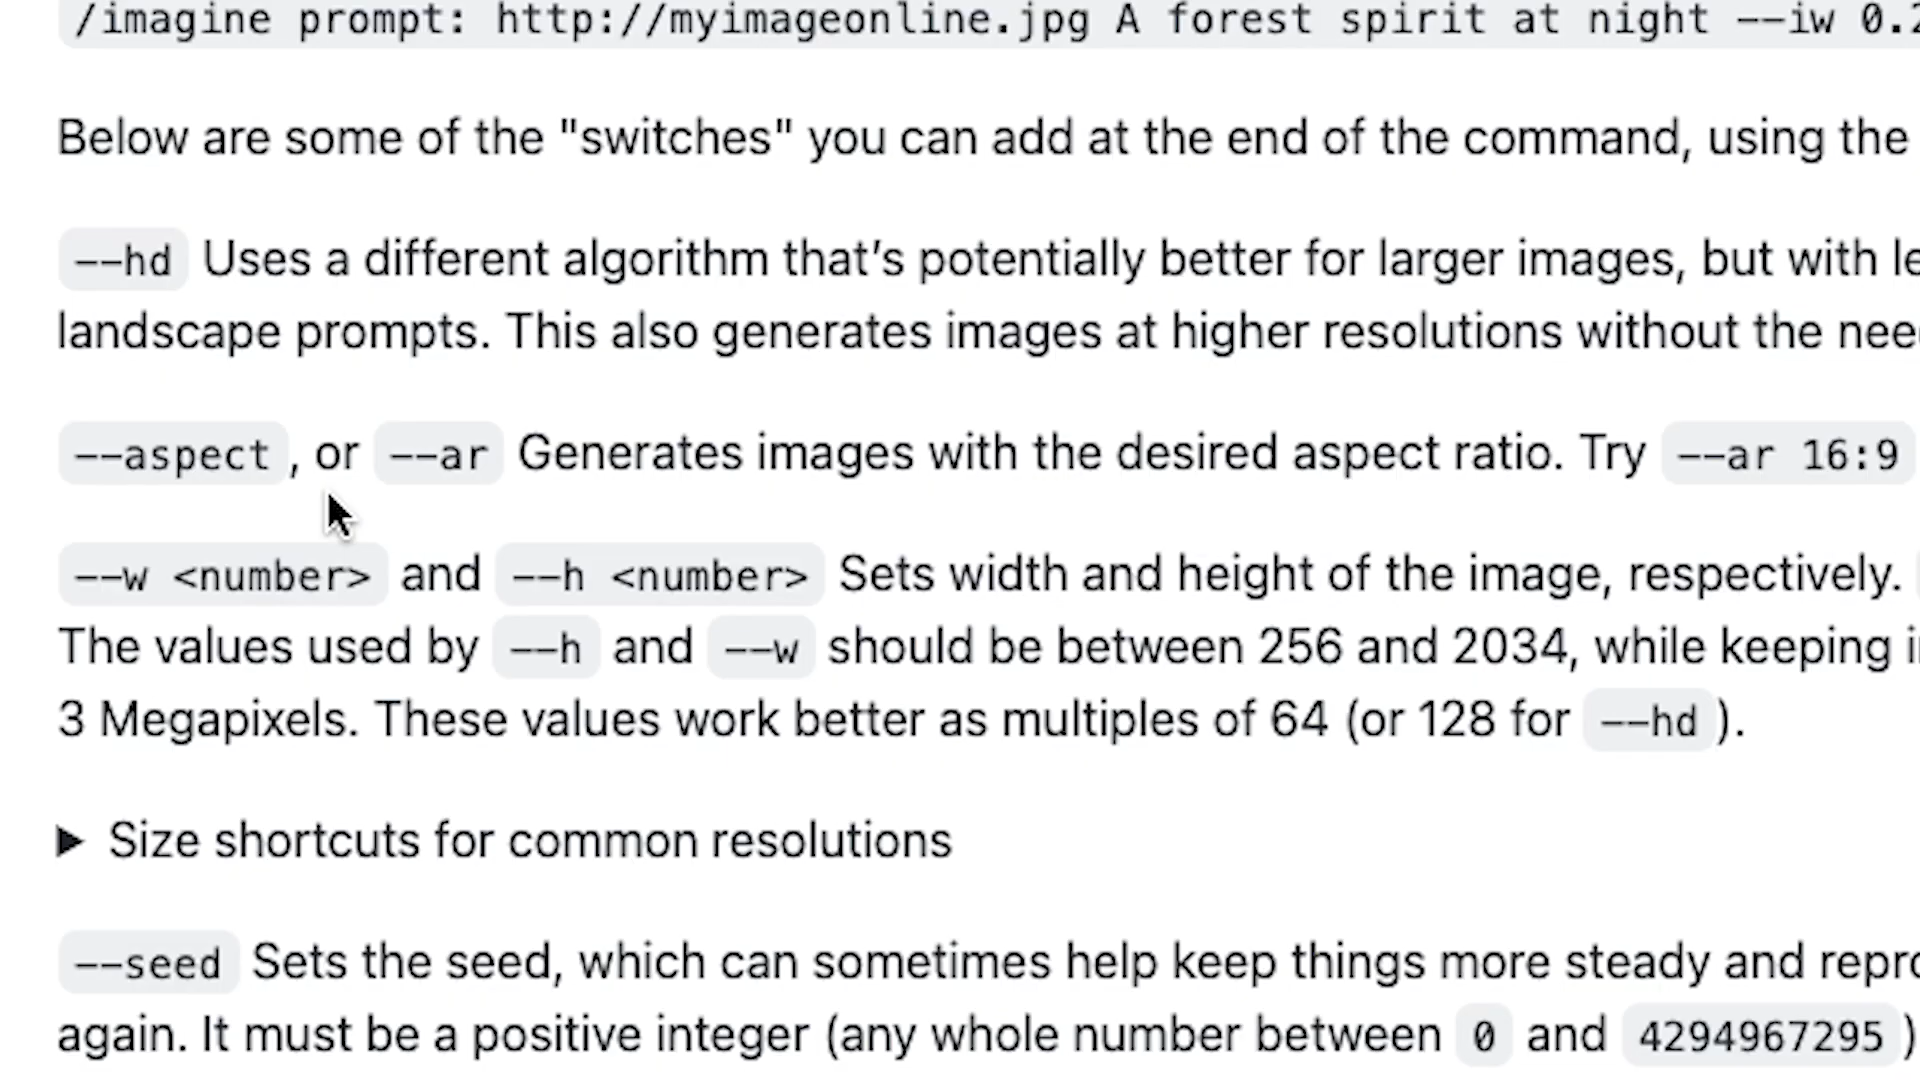 /imagine prompt: http://myimageonline.jpg A forest spirit at night --iw
Below are some of the "switches" you can add at the end of the command, using the
--hd Uses a different algorithm that’s potentially better for larger images, but with
landscape prompts. This also generates images at higher resolutions without the
--aspect, or --ar Generates images with the desired aspect ratio. Try --ar 16:9
--w <number> and --h <number> Sets width and height of the image, respectively.
The values used by --h and --w should be between 256 and 2034, while keeping
3 Megapixels. These values work better as multiples of 64 (or 128 for --hd ).
▶ Size shortcuts for common resolutions
--seed Sets the seed, which can sometimes help keep things more steady and
again. It must be a positive integer (any whole number between 0 and 4294967295)